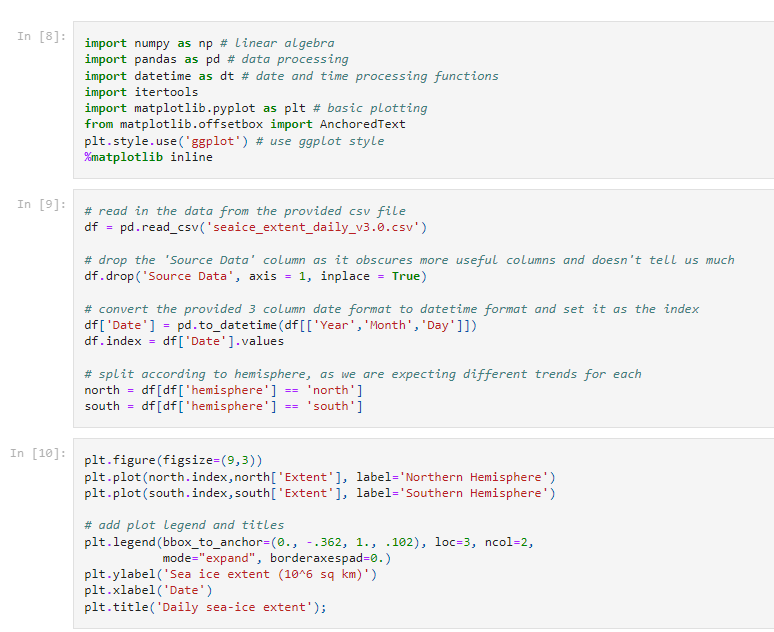 In [8]:
import numpy as np # linear algebra
import pandas as pd # data processing
import datetime as dt # date and time processing functions
import itertools
import matplotlib.pyplot as plt # basic plotting
from matplotlib.offsetbox import AnchoredText
plt.style.use('ggplot') # use ggplot style
%matplotlib inline
In [9]:
# read in the data from the provided csv file
df = pd.read_csv('seaice_extent_daily_v3.0.csv')
# drop the 'Source Data' column as it obscures more useful columns and doesn't tell us much
df.drop('Source Data', axis = 1, inplace = True)
# convert the provided 3 column date format to datetime format and set it as the index
df['Date'] = pd.to_datetime(df[['Year','Month','Day']])
df.index = df['Date'].values
# split according to hemisphere, as we are expecting different trends for each
north = df[df['hemisphere'] == 'north']
south = df[df['hemisphere'] == 'south']
In [10]:
plt.figure(figsize=(9,3))
plt.plot(north.index,north['Extent'], label='Northern Hemisphere')
plt.plot(south.index,south['Extent'], label='Southern Hemisphere')
# add plot legend and titles
plt.legend(bbox_to_anchor=(0., -.362, 1., .102), loc=3, ncol=2,
           mode="expand", borderaxespad=0.)
plt.ylabel('Sea ice extent (10^6 sq km)')
plt.xlabel('Date')
plt.title('Daily sea-ice extent');